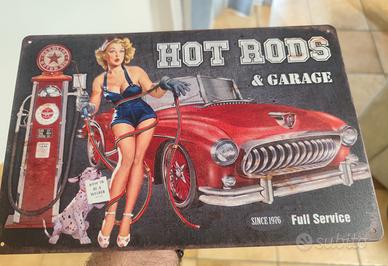 HOT RODS
& GARAGE
SINCE 1976 Full Service
subito